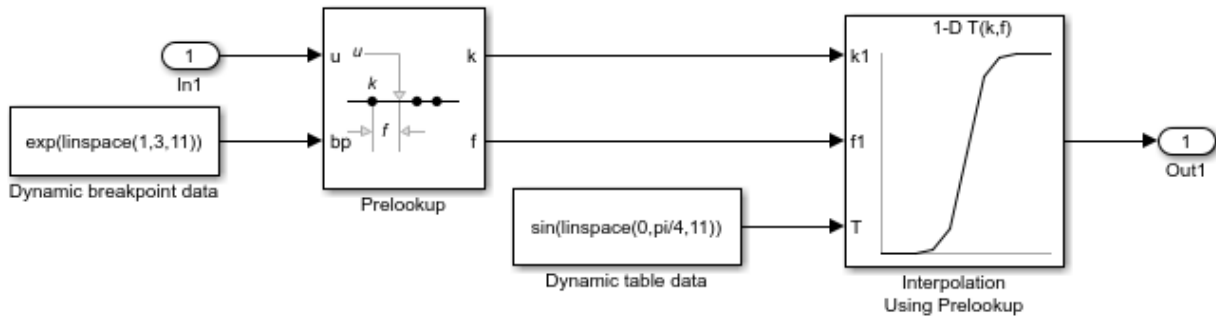 1
In1
exp(linspace(1,3,11))
Dynamic breakpoint data
u
bp
u
k
f
k
f
Prelookup
sin(linspace(0,pi/4,11))
Dynamic table data
1-D T(k,f)
k1
f1
T
Interpolation
Using Prelookup
1
Out1